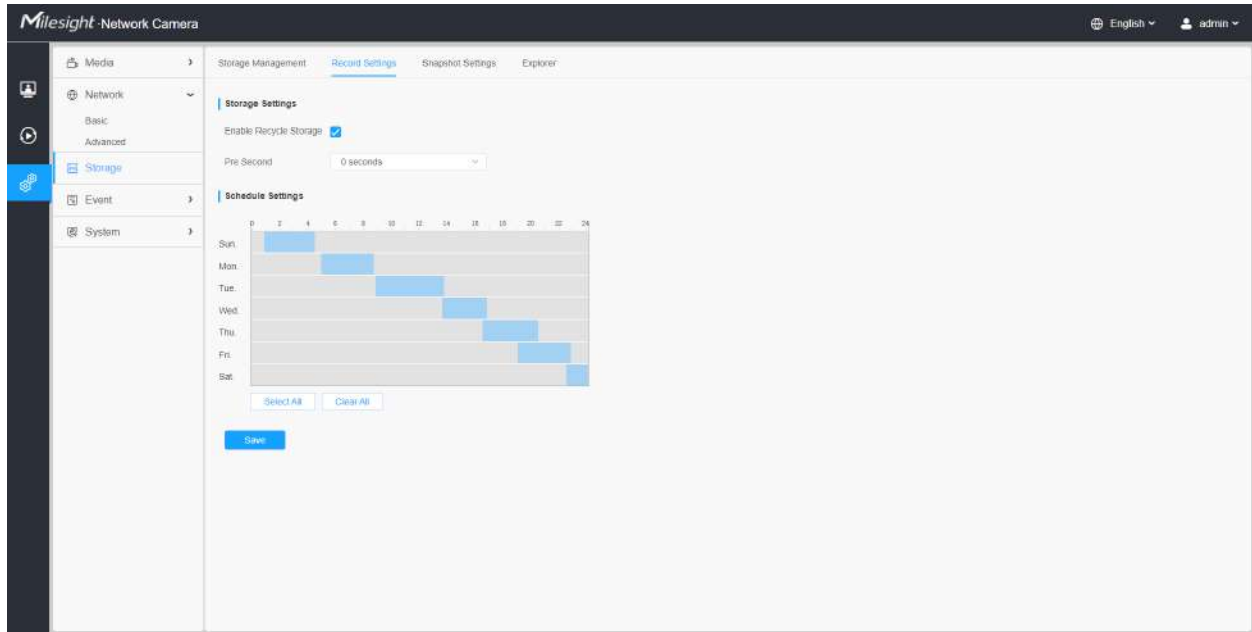 Milesight ·Network Camera
English
admin
Media
Network
Basic
Advanced
Storage
Event
System
Storage Management Record Settings Snapshot Settings Explorer
Storage Settings
Enable Recycle Storage
Pre Second 0 seconds
Schedule Settings
0 2 4 6 8 10 12 14 16 18 20 22 24
Sun.
Mon.
Tue.
Wed.
Thu.
Fri.
Sat.
Select All Clear All
Save